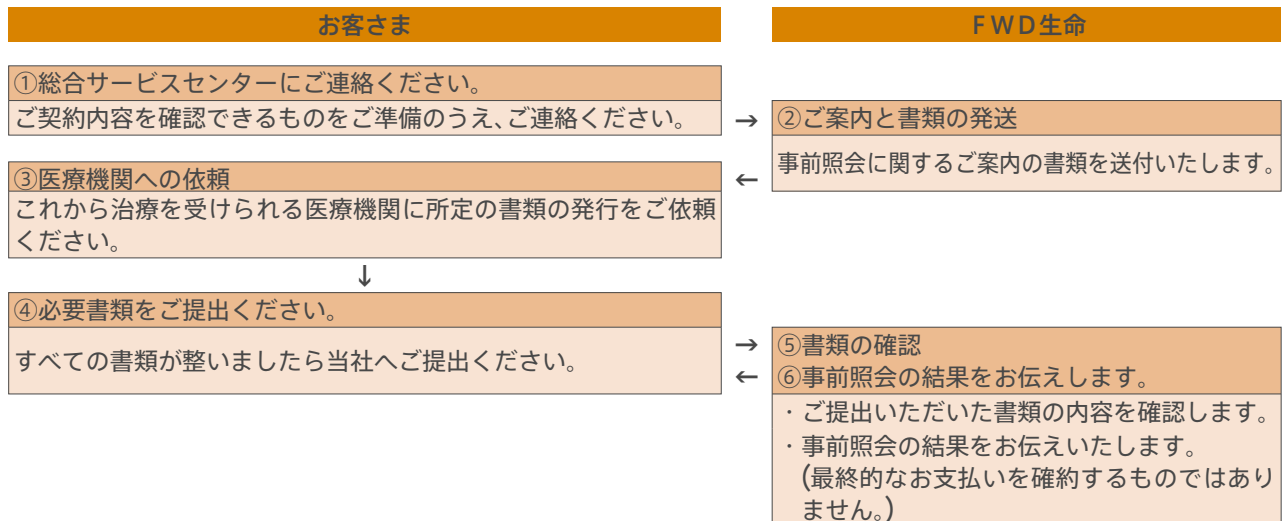 お客さま
FWD生命
①総合サービスセンターにご連絡ください。
ご契約内容を確認できるものをご準備のうえ、ご連絡ください。
→
②ご案内と書類の発送
事前照会に関するご案内の書類を送付いたします。
←
③医療機関への依頼
これから治療を受けられる医療機関に所定の書類の発行をご依頼
ください。
↓
④必要書類をご提出ください。
すべての書類が整いましたら当社へご提出ください。
→
←
⑤書類の確認
⑥事前照会の結果をお伝えします。
・ご提出いただいた書類の内容を確認します。
・事前照会の結果をお伝えいたします。
(最終的なお支払いを確約するものではあり
ません。)